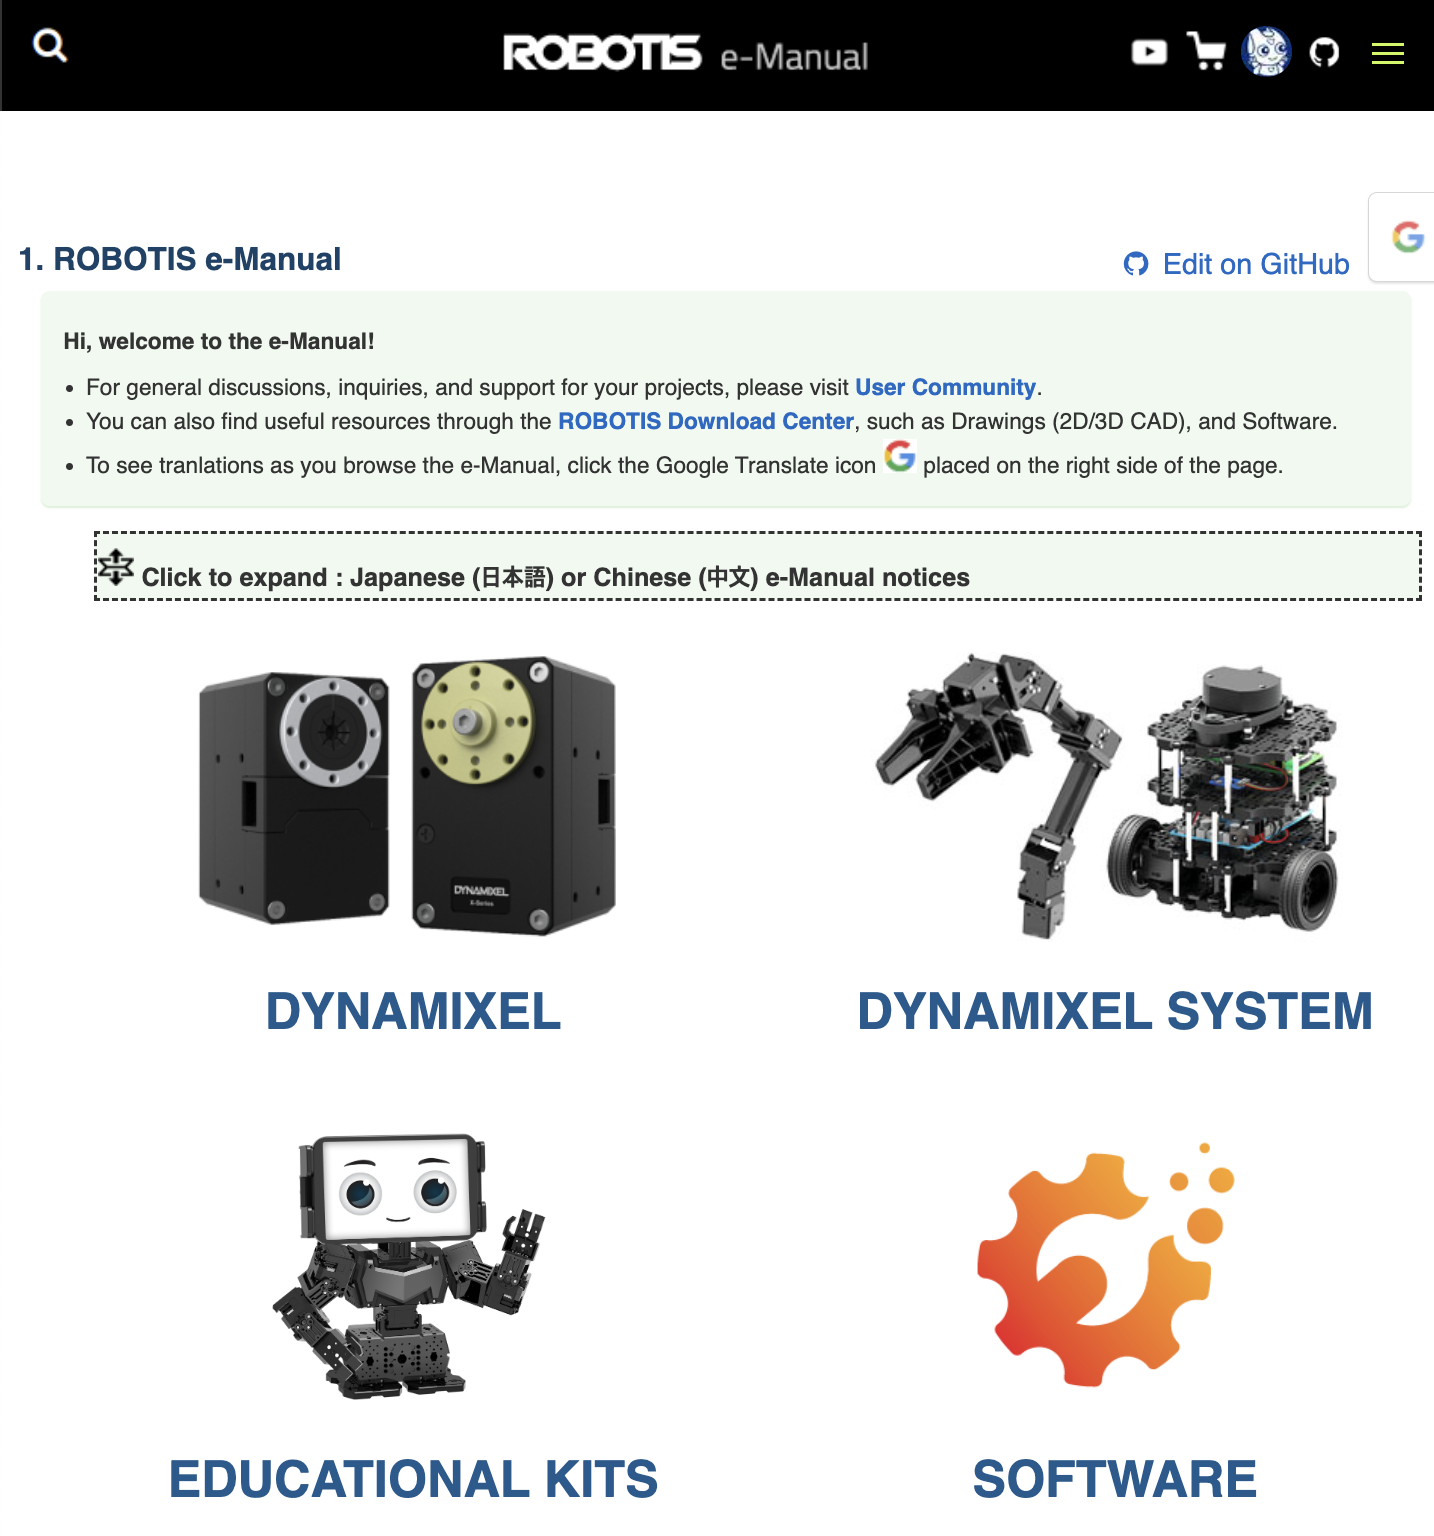 ROBOTIS e-Manual
1. ROBOTIS e-Manual
Edit on GitHub
Hi, welcome to the e-Manual!
• For general discussions, inquiries, and support for your projects, please visit User Community.
• You can also find useful resources through the ROBOTIS Download Center, such as Drawings (2D/3D CAD), and Software.
• To see tranlations as you browse the e-Manual, click the Google Translate icon G placed on the right side of the page.
Click to expand : Japanese (日本語) or Chinese (中文) e-Manual notices
DYNAMIXEL
X-Series
DYNAMIXEL
DYNAMIXEL SYSTEM
EDUCATIONAL KITS
SOFTWARE